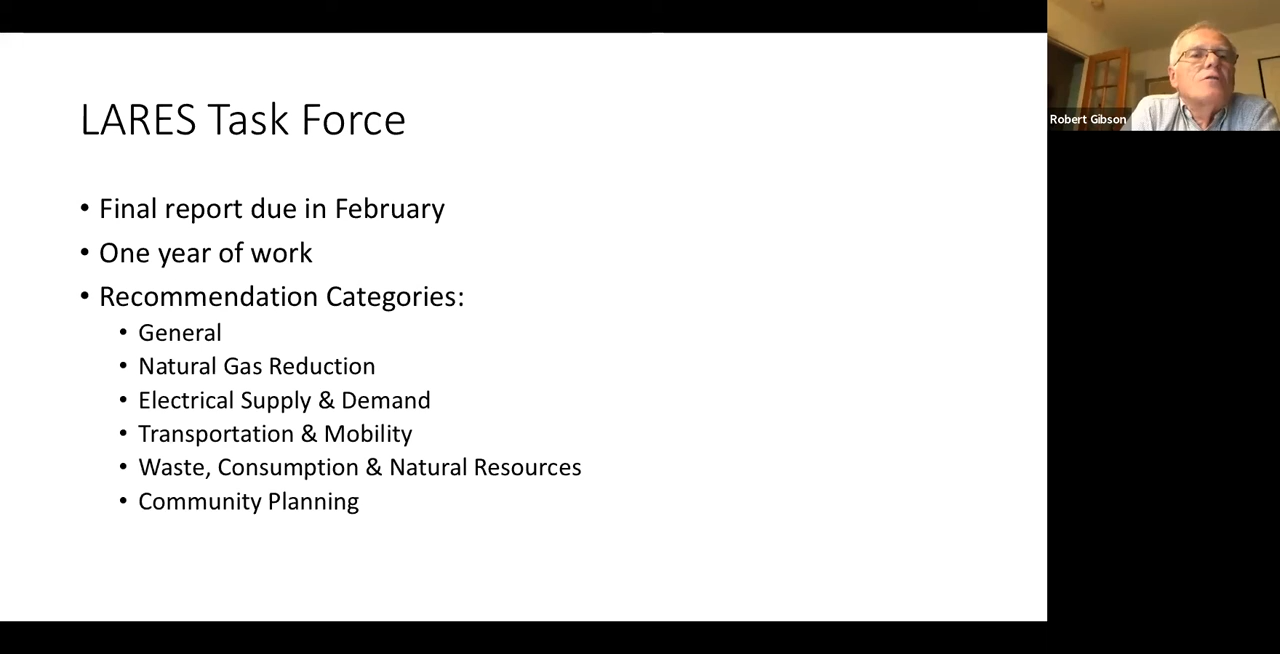 LARES Task Force
• Final report due in February
• One year of work
• Recommendation Categories:
• General
• Natural Gas Reduction
• Electrical Supply & Demand
• Transportation & Mobility
• Waste, Consumption & Natural Resources
• Community Planning
Robert Gibson